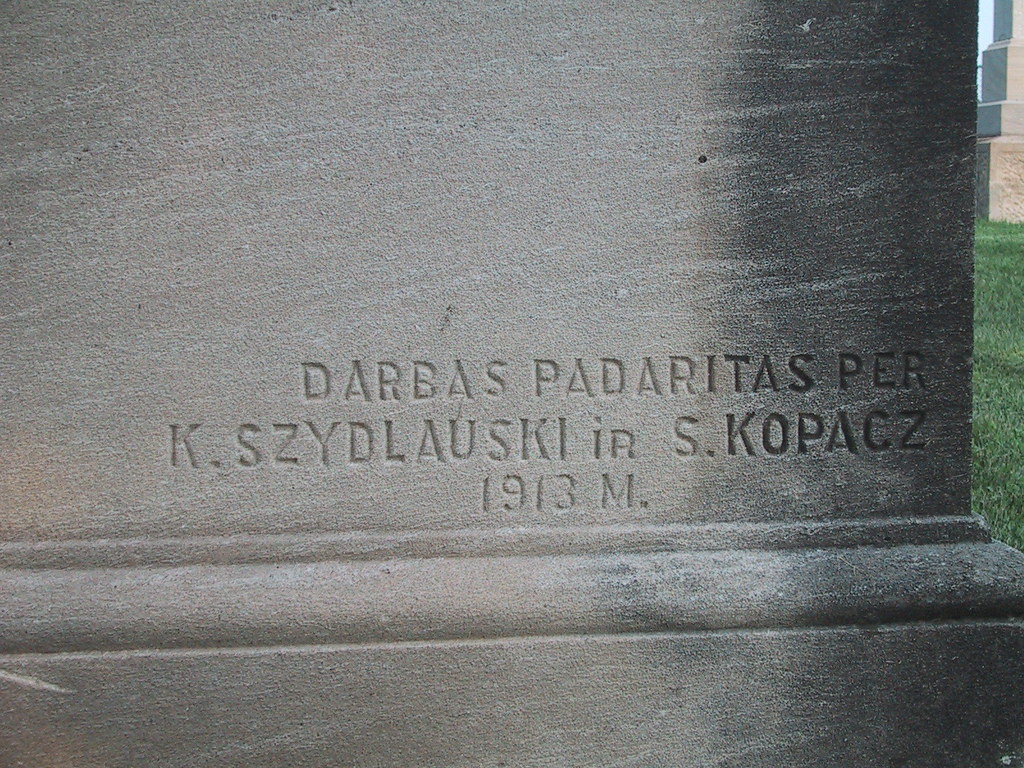 DARBAS PADARITAS PER
K. SZYDLAUSKI iR S. KOPACZ
1913 M.